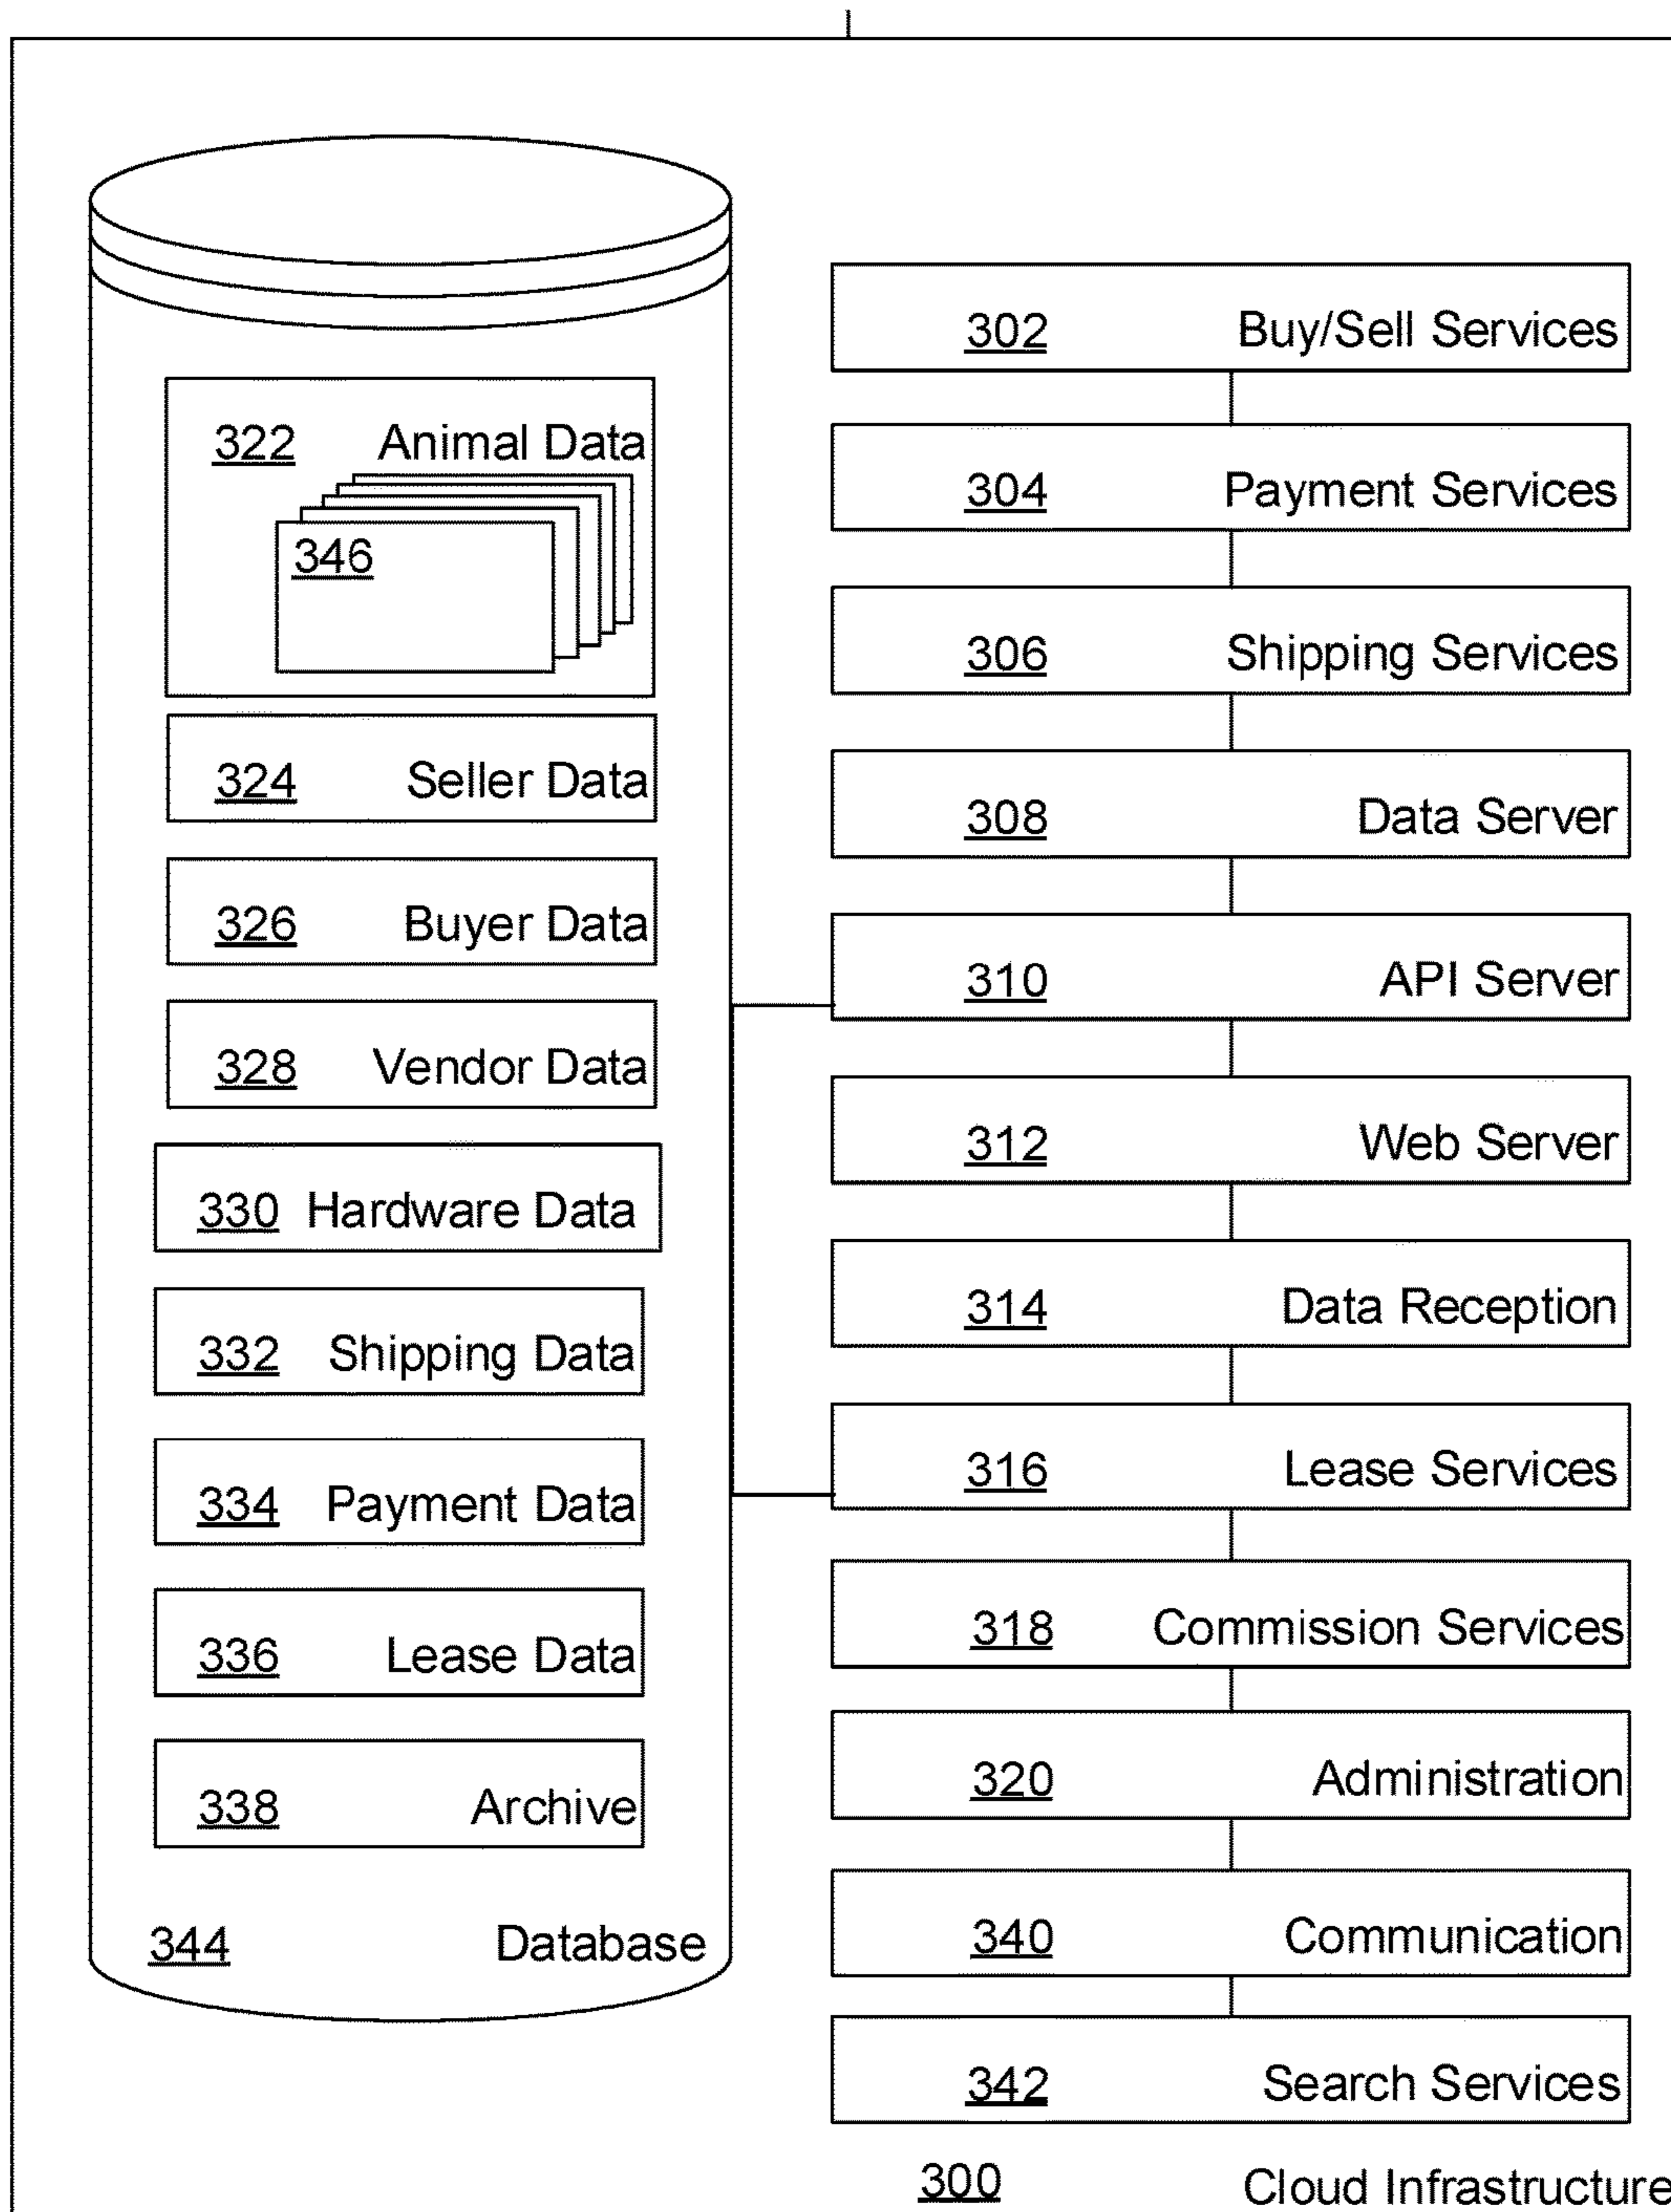 322 Animal Data
346
324 Seller Data
326 Buyer Data
328 Vendor Data
330 Hardware Data
332 Shipping Data
334 Payment Data
336 Lease Data
338 Archive
344 Database
302 Buy/Sell Services
304 Payment Services
306 Shipping Services
308 Data Server
310 API Server
312 Web Server
314 Data Reception
316 Lease Services
318 Commission Services
320 Administration
340 Communication
342 Search Services
300 Cloud Infrastructure